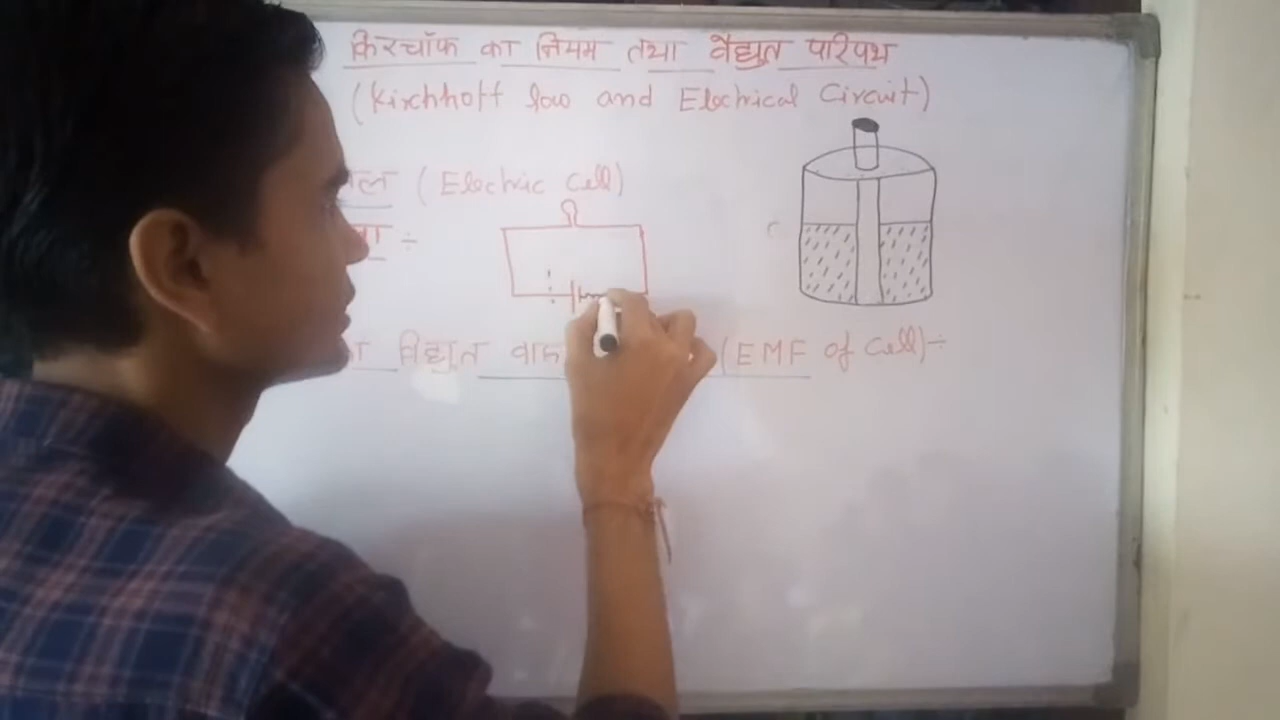 किरचॉफ का नियम तथा वैद्युत परिपथ
(Kirchhoff law and Electrical Circuit)
(Electric Cell)
विद्युत (EMF of Cell) ÷